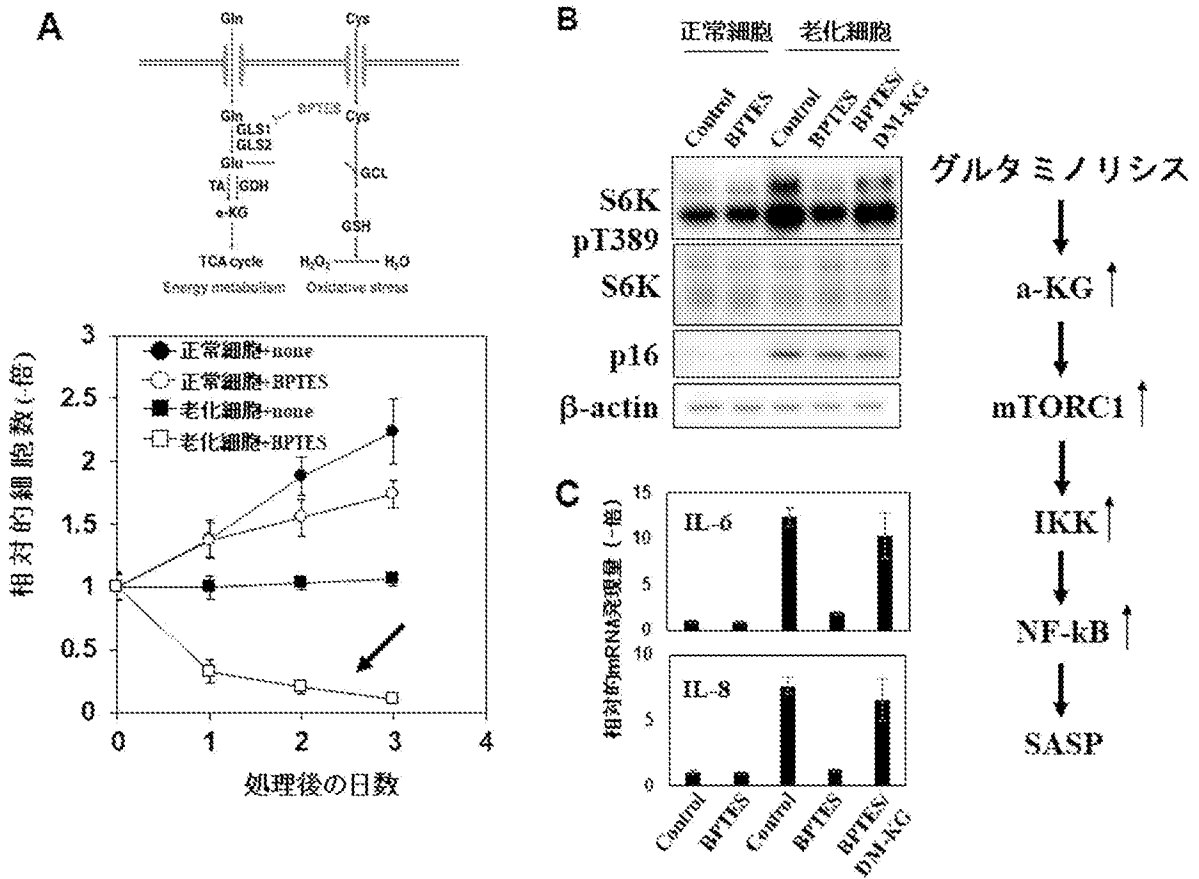 A
Gln Cys
Gln BPTES Cys
GLS1
GLS2
Glu
TA GDH GCL
α-KG
GSH
TCA cycle H₂O₂ H₂O
Energy metabolism Oxidative stress
相対的細胞数 (-倍)
3
2.5
2
1.5
1
0.5
0
正常細胞+none
正常細胞+BPTES
老化細胞+none
老化細胞+BPTES
0 1 2 3 4
処理後の日数
B
正常細胞 老化細胞
Control
BPTES
Control
BPTES
BPTES/
DM-KG
S6K
pT389
S6K
p16
β-actin
C
相対的mRNA発現量 (-倍)
IL-6
15
10
5
0
IL-8
10
5
0
Control
BPTES
Control
BPTES
BPTES/
DM-KG
グルタミノリシス
a-KG ↑
mTORC1 ↑
IKK ↑
NF-kB ↑
SASP